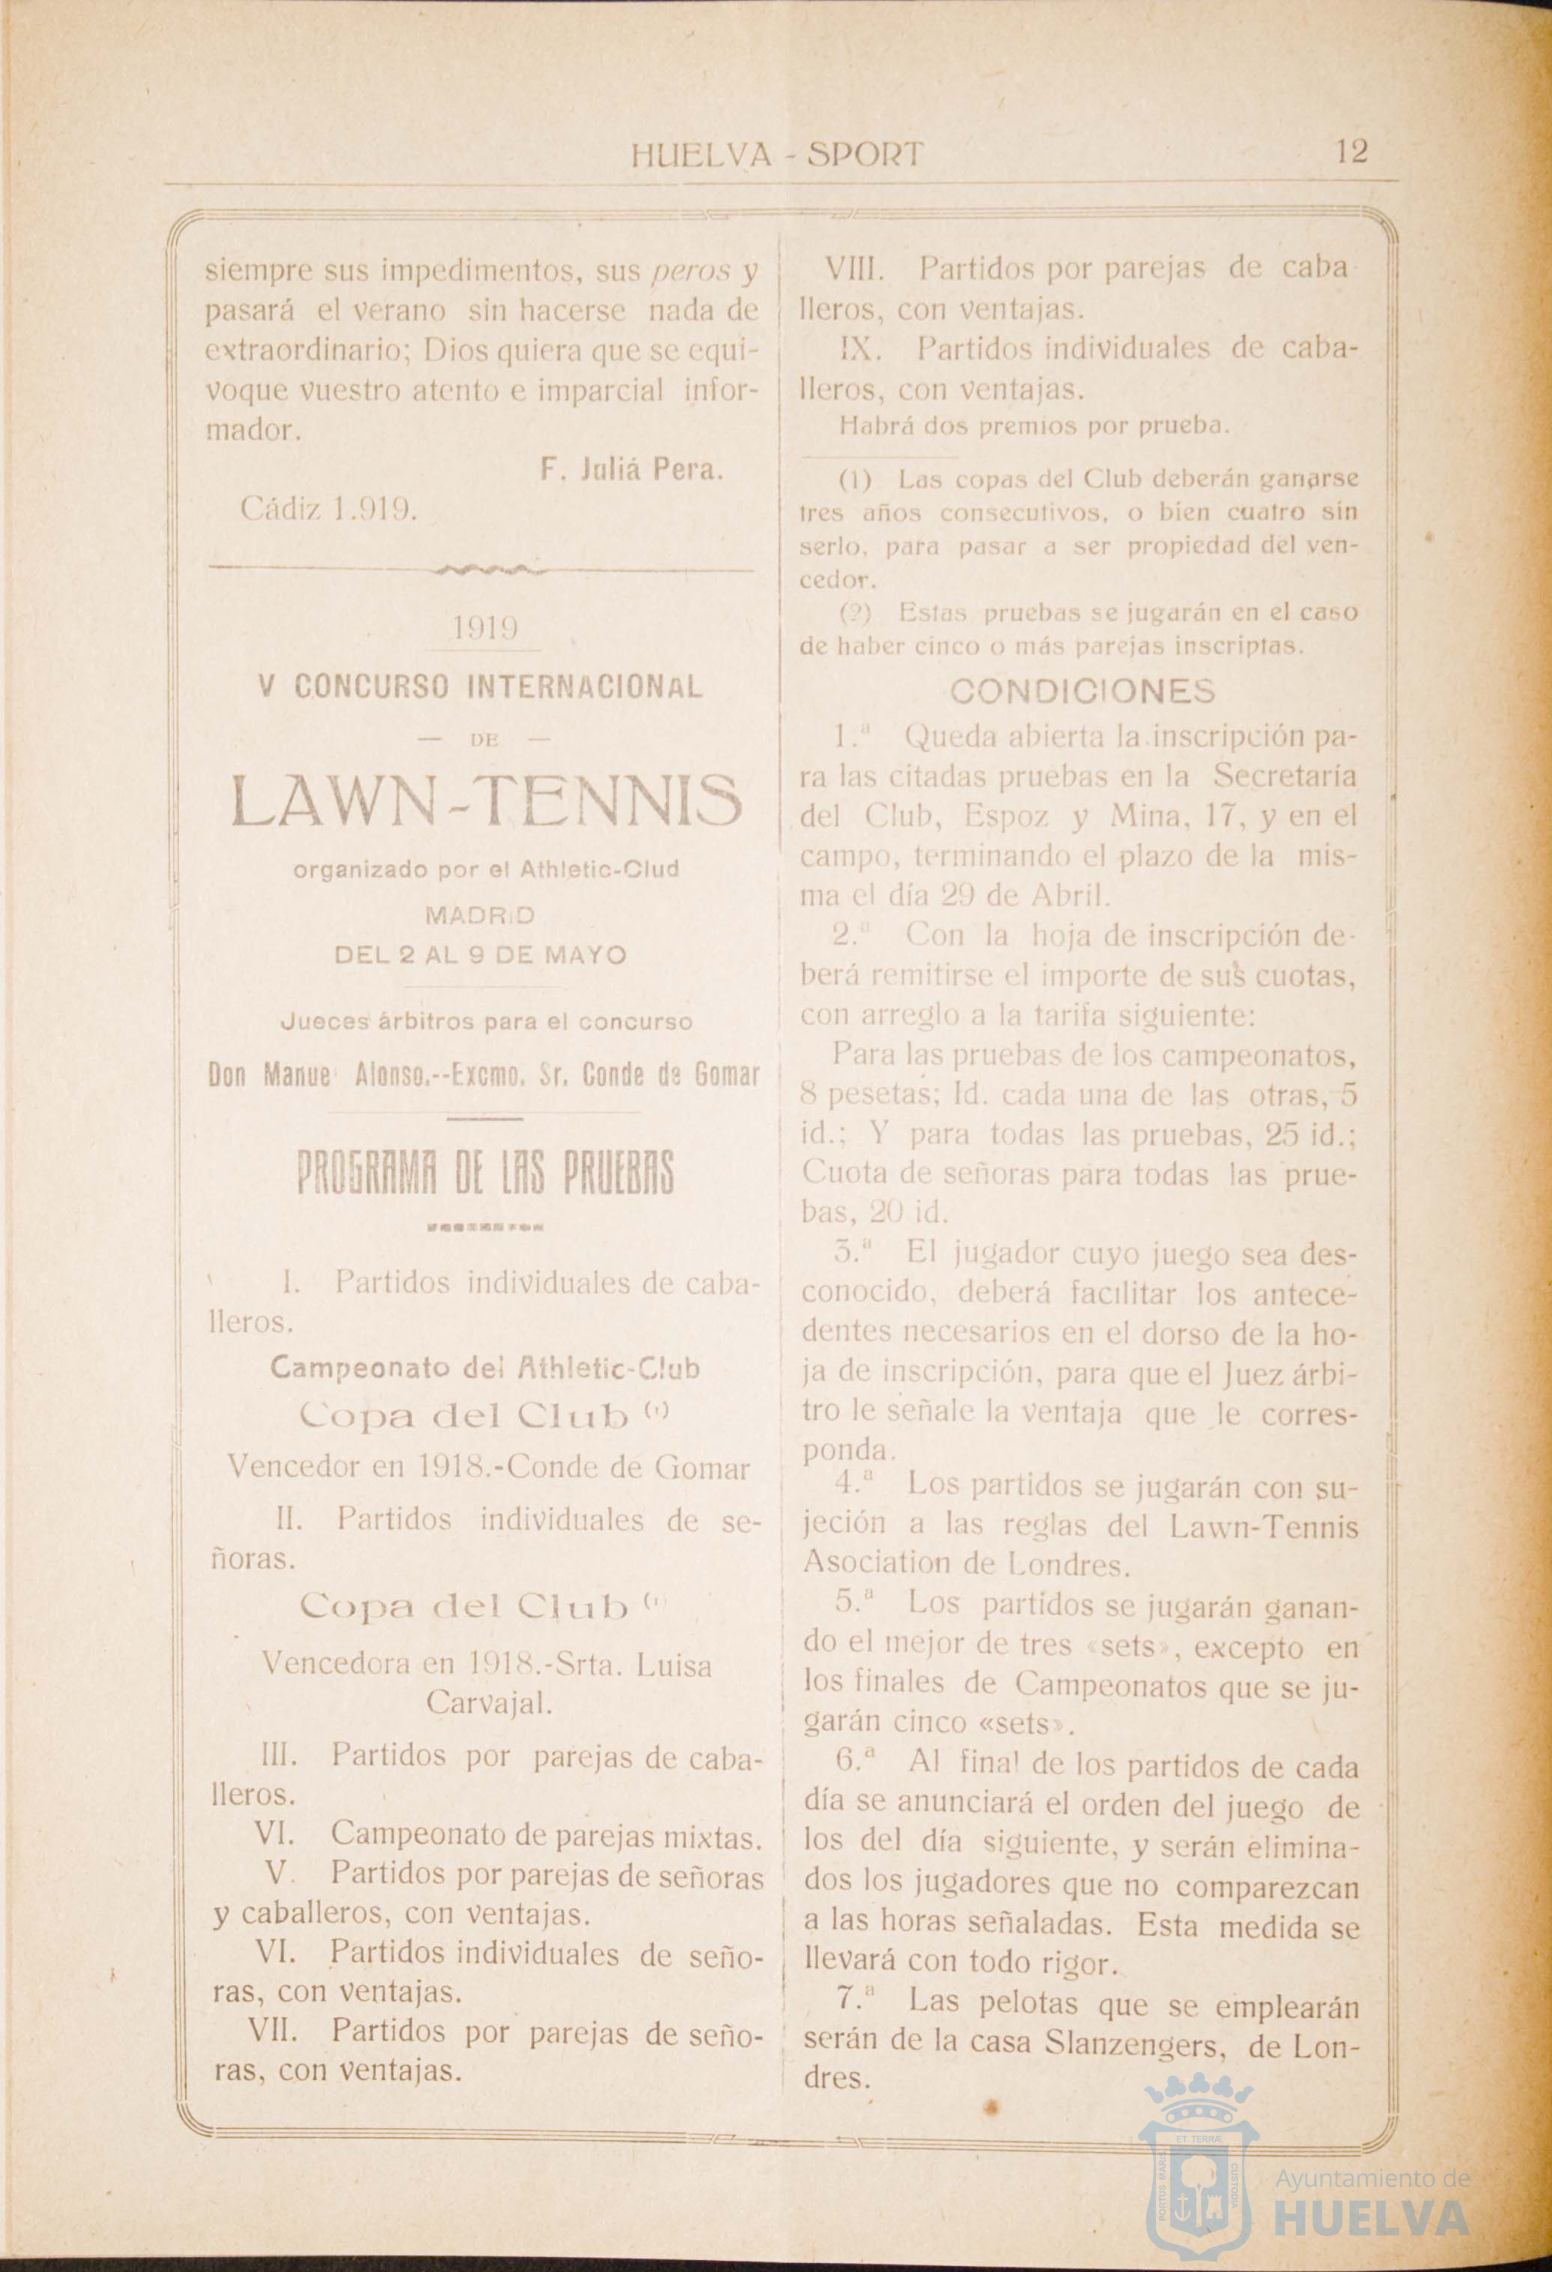 HUELVA - SPORT
12
siempre sus impedimentos, sus peros y
pasará el verano sin hacerse nada de
extraordinario; Dios quiera que se equi-
voque vuestro atento e imparcial infor-
mador.
F. Juliá Pera.
Cádiz 1.919.
1919
V CONCURSO INTERNACIONAL
— DE —
LAWN-TENNIS
organizado por el Athletic-Clud
MADRID
DEL 2 AL 9 DE MAYO
Jueces árbitros para el concurso
Don Manue Alonso.--Excmo. Sr. Conde de Gomar
PROGRAMA DE LAS PRUEBAS
I. Partidos individuales de caba-
lleros.
Campeonato del Athletic-Club
Copa del Club (1)
Vencedor en 1918.-Conde de Gomar
II. Partidos individuales de se-
ñoras.
Copa del Club (1)
Vencedora en 1918.-Srta. Luisa
Carvajal.
III. Partidos por parejas de caba-
lleros.
VI. Campeonato de parejas mixtas.
V. Partidos por parejas de señoras
y caballeros, con ventajas.
VI. Partidos individuales de seño-
ras, con ventajas.
VII. Partidos por parejas de seño-
ras, con ventajas.
VIII. Partidos por parejas de caba
lleros, con ventajas.
IX. Partidos individuales de caba-
lleros, con ventajas.
Habrá dos premios por prueba.
(1) Las copas del Club deberán ganarse
tres años consecutivos, o bien cuatro sin
serlo, para pasar a ser propiedad del ven-
cedor.
(2) Estas pruebas se jugarán en el caso
de haber cinco o más parejas inscriptas.
CONDICIONES
1.ª Queda abierta la inscripción pa-
ra las citadas pruebas en la Secretaría
del Club, Espoz y Mina, 17, y en el
campo, terminando el plazo de la mis-
ma el día 29 de Abril.
2.ª Con la hoja de inscripción de-
berá remitirse el importe de sus cuotas,
con arreglo a la tarifa siguiente:
Para las pruebas de los campeonatos,
8 pesetas; Id. cada una de las otras, 5
id.; Y para todas las pruebas, 25 id.;
Cuota de señoras para todas las prue-
bas, 20 id.
3.ª El jugador cuyo juego sea des-
conocido, deberá facilitar los antece-
dentes necesarios en el dorso de la ho-
ja de inscripción, para que el Juez árbi-
tro le señale la ventaja que le corres-
ponda.
4.ª Los partidos se jugarán con su-
jeción a las reglas del Lawn-Tennis
Asociation de Londres.
5.ª Los partidos se jugarán ganan-
do el mejor de tres «sets», excepto en
los finales de Campeonatos que se ju-
garán cinco «sets».
6.ª Al final de los partidos de cada
día se anunciará el orden del juego de
los del día siguiente, y serán elimina-
dos los jugadores que no comparezcan
a las horas señaladas. Esta medida se
llevará con todo rigor.
7.ª Las pelotas que se emplearán
serán de la casa Slanzengers, de Lon-
dres.
PORTUS MARIS ET TERRÆ CUSTODIA
Ayuntamiento de
HUELVA